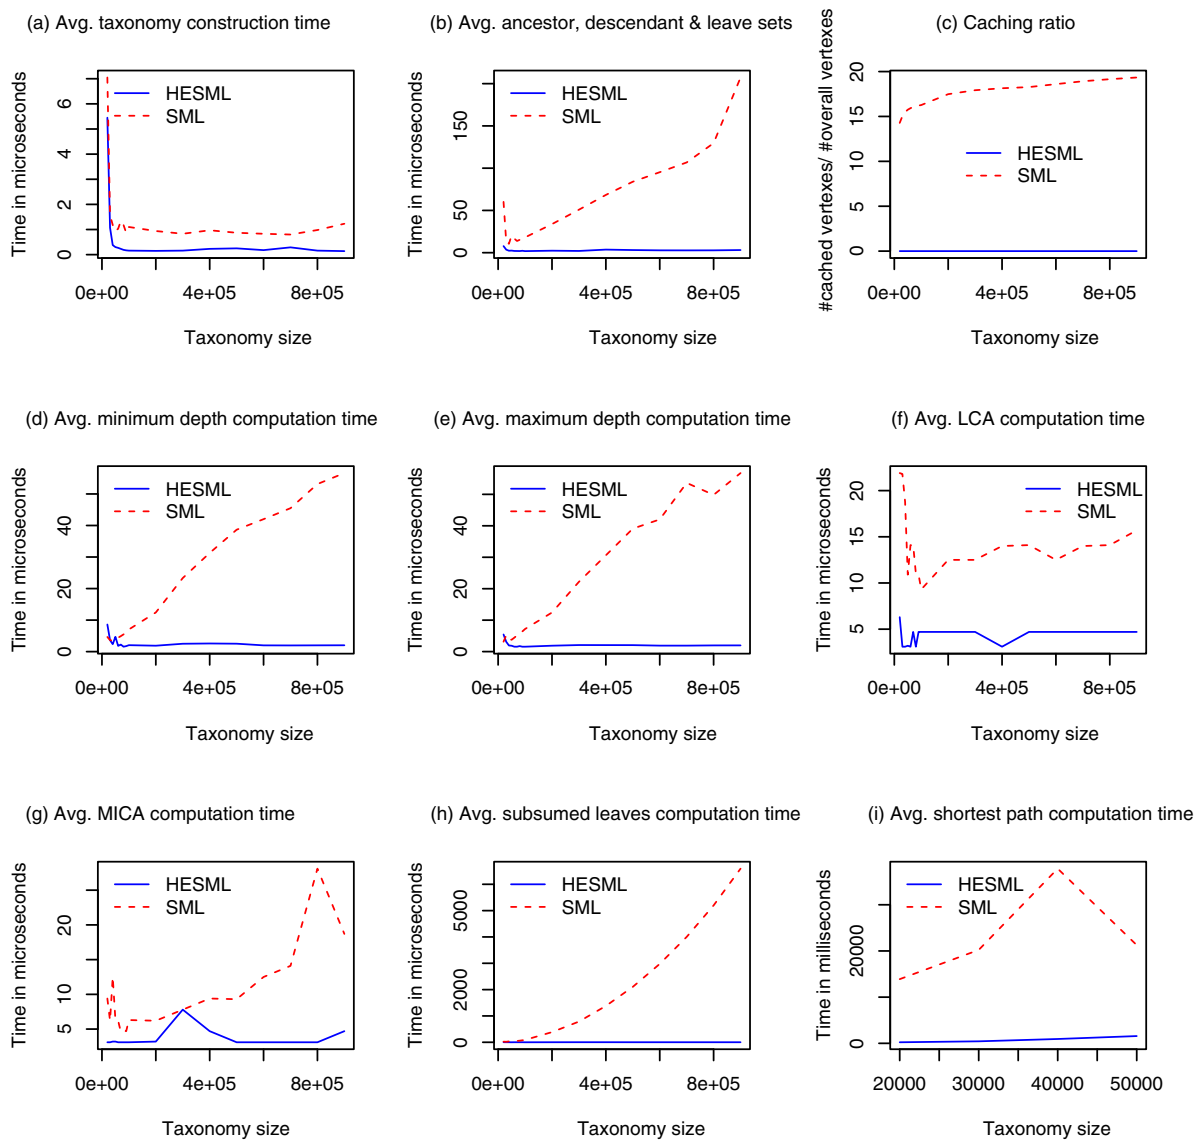 (a) Avg. taxonomy construction time
Time in microseconds
6
4
2
0
HESML
SML
0e+00 4e+05 8e+05
Taxonomy size
(b) Avg. ancestor, descendant & leave sets
Time in microseconds
150
50
0
HESML
SML
0e+00 4e+05 8e+05
Taxonomy size
(c) Caching ratio
#cached vertexes/ #overall vertexes
20
15
10
5
0
HESML
SML
0e+00 4e+05 8e+05
Taxonomy size
(d) Avg. minimum depth computation time
Time in microseconds
40
20
0
HESML
SML
0e+00 4e+05 8e+05
Taxonomy size
(e) Avg. maximum depth computation time
Time in microseconds
40
20
0
HESML
SML
0e+00 4e+05 8e+05
Taxonomy size
(f) Avg. LCA computation time
Time in microseconds
20
15
10
5
HESML
SML
0e+00 4e+05 8e+05
Taxonomy size
(g) Avg. MICA computation time
Time in microseconds
20
10
5
HESML
SML
0e+00 4e+05 8e+05
Taxonomy size
(h) Avg. subsumed leaves computation time
Time in microseconds
5000
2000
0
HESML
SML
0e+00 4e+05 8e+05
Taxonomy size
(i) Avg. shortest path computation time
Time in milliseconds
20000
0
HESML
SML
20000 30000 40000 50000
Taxonomy size